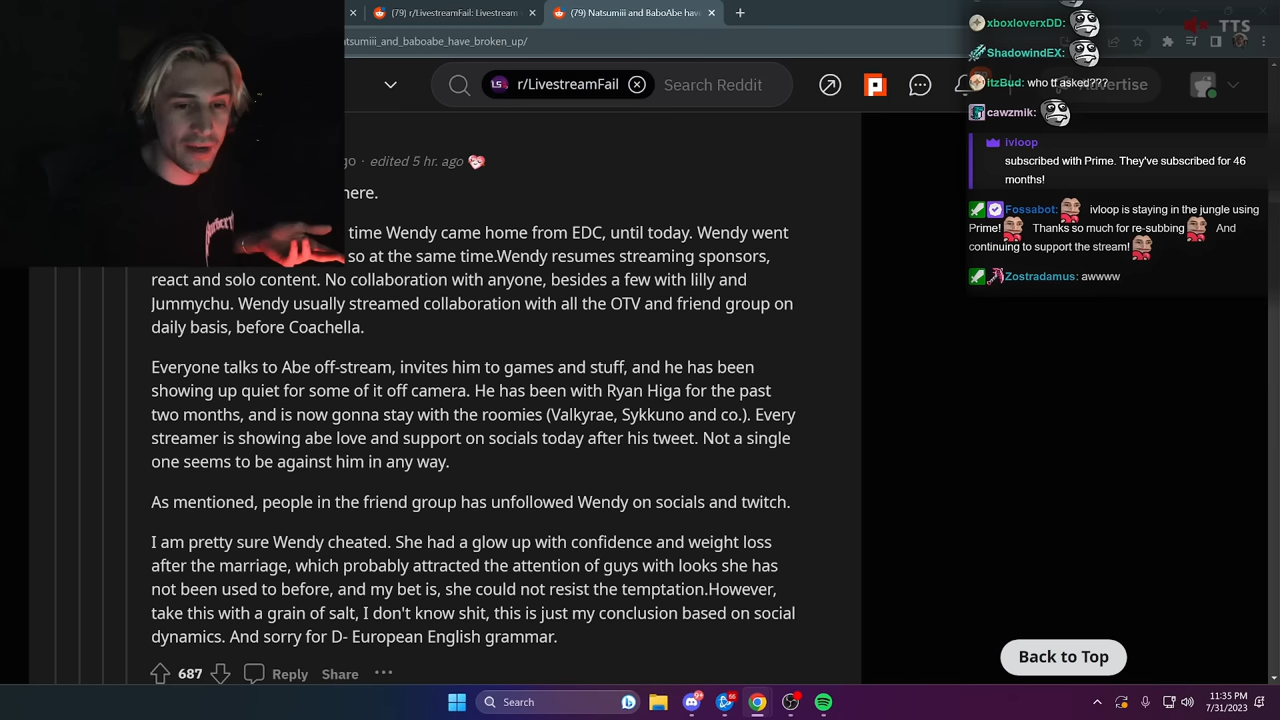 (79) r/LivestreamFail: Livestream
(79) Natsumiii and BaboAbe have
atsumiii_and_baboabe_have_broken_up/
r/LivestreamFail
Search Reddit
Advertise
TTS
xboxloverxDD:
ShadowindEX:
itzBud: who tf asked???
cawzmik:
ivloop
subscribed with Prime. They've subscribed for 46
months!
Fossabot: ivloop is staying in the jungle using
Prime! Thanks so much for re-subbing And
continuing to support the stream!
Zostradamus: awwww
go · edited 5 hr. ago
here.
time Wendy came home from EDC, until today. Wendy went
so at the same time.Wendy resumes streaming sponsors,
react and solo content. No collaboration with anyone, besides a few with lilly and
Jummychu. Wendy usually streamed collaboration with all the OTV and friend group on
daily basis, before Coachella.
Everyone talks to Abe off-stream, invites him to games and stuff, and he has been
showing up quiet for some of it off camera. He has been with Ryan Higa for the past
two months, and is now gonna stay with the roomies (Valkyrae, Sykkuno and co.). Every
streamer is showing abe love and support on socials today after his tweet. Not a single
one seems to be against him in any way.
As mentioned, people in the friend group has unfollowed Wendy on socials and twitch.
I am pretty sure Wendy cheated. She had a glow up with confidence and weight loss
after the marriage, which probably attracted the attention of guys with looks she has
not been used to before, and my bet is, she could not resist the temptation.However,
take this with a grain of salt, I don't know shit, this is just my conclusion based on social
dynamics. And sorry for D- European English grammar.
687 Reply Share
Back to Top
Search
11:35 PM
7/31/2023